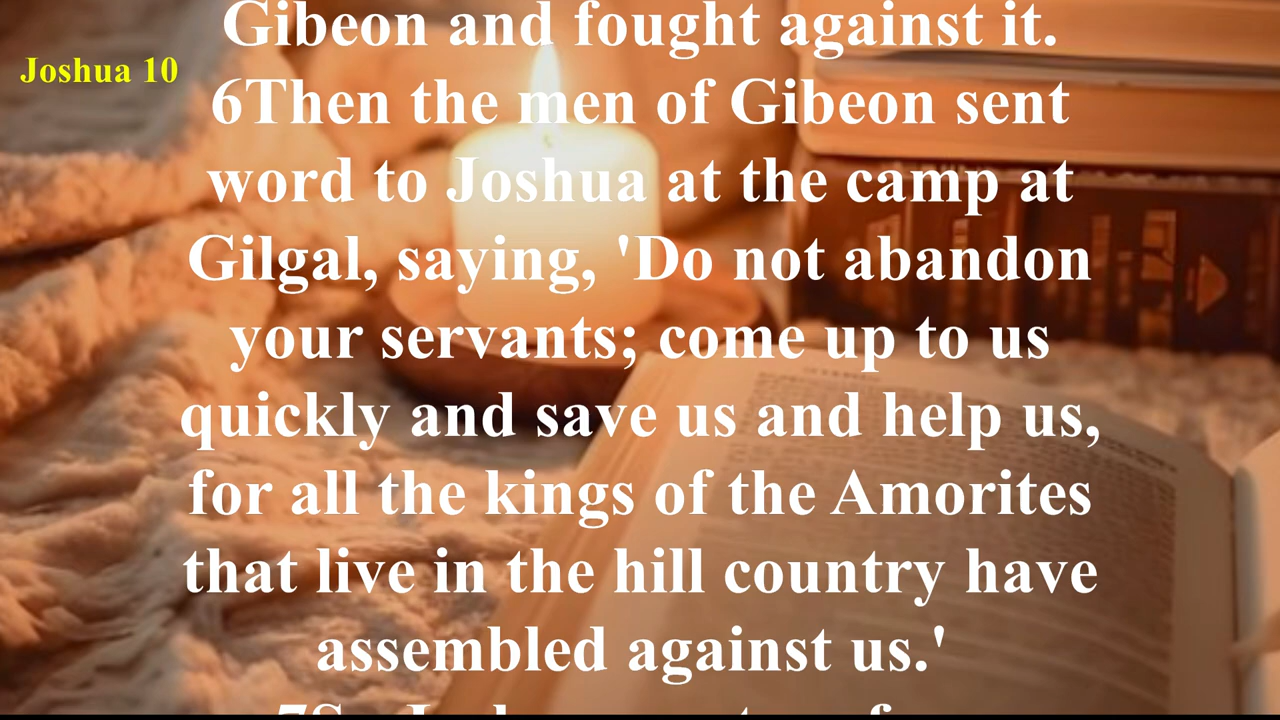 Gibeon and fought against it.
Joshua 10
6Then the men of Gibeon sent
word to Joshua at the camp at
Gilgal, saying, 'Do not abandon
your servants; come up to us
quickly and save us and help us,
for all the kings of the Amorites
that live in the hill country have
assembled against us.'